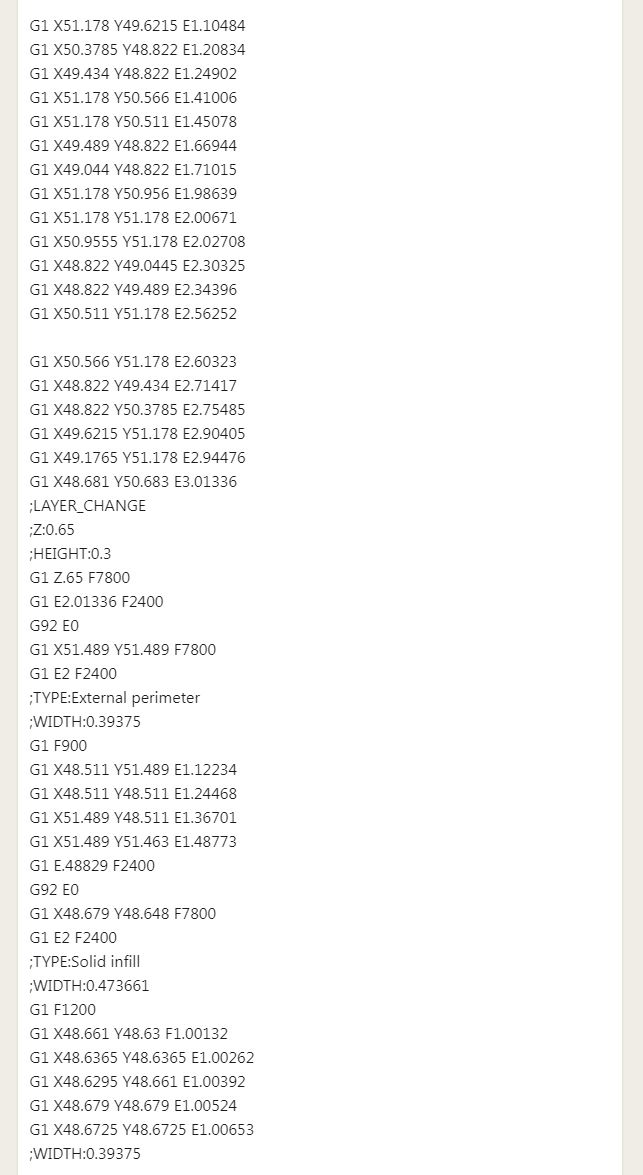 G1 X51.178 Y49.6215 E1.10484
G1 X50.3785 Y48.822 E1.20834
G1 X49.434 Y48.822 E1.24902
G1 X51.178 Y50.566 E1.41006
G1 X51.178 Y50.511 E1.45078
G1 X49.489 Y48.822 E1.66944
G1 X49.044 Y48.822 E1.71015
G1 X51.178 Y50.956 E1.98639
G1 X51.178 Y51.178 E2.00671
G1 X50.9555 Y51.178 E2.02708
G1 X48.822 Y49.0445 E2.30325
G1 X48.822 Y49.489 E2.34396
G1 X50.511 Y51.178 E2.56252
G1 X50.566 Y51.178 E2.60323
G1 X48.822 Y49.434 E2.71417
G1 X48.822 Y50.3785 E2.75485
G1 X49.6215 Y51.178 E2.90405
G1 X49.1765 Y51.178 E2.94476
G1 X48.681 Y50.683 E3.01336
;LAYER_CHANGE
;Z:0.65
;HEIGHT:0.3
G1 Z.65 F7800
G1 E2.01336 F2400
G92 E0
G1 X51.489 Y51.489 F7800
G1 E2 F2400
;TYPE:External perimeter
;WIDTH:0.39375
G1 F900
G1 X48.511 Y51.489 E1.12234
G1 X48.511 Y48.511 E1.24468
G1 X51.489 Y48.511 E1.36701
G1 X51.489 Y51.463 E1.48773
G1 E.48829 F2400
G92 E0
G1 X48.679 Y48.648 F7800
G1 E2 F2400
;TYPE:Solid infill
;WIDTH:0.473661
G1 F1200
G1 X48.661 Y48.63 F1.00132
G1 X48.6365 Y48.6365 E1.00262
G1 X48.6295 Y48.661 E1.00392
G1 X48.679 Y48.679 E1.00524
G1 X48.6725 Y48.6725 E1.00653
;WIDTH:0.39375